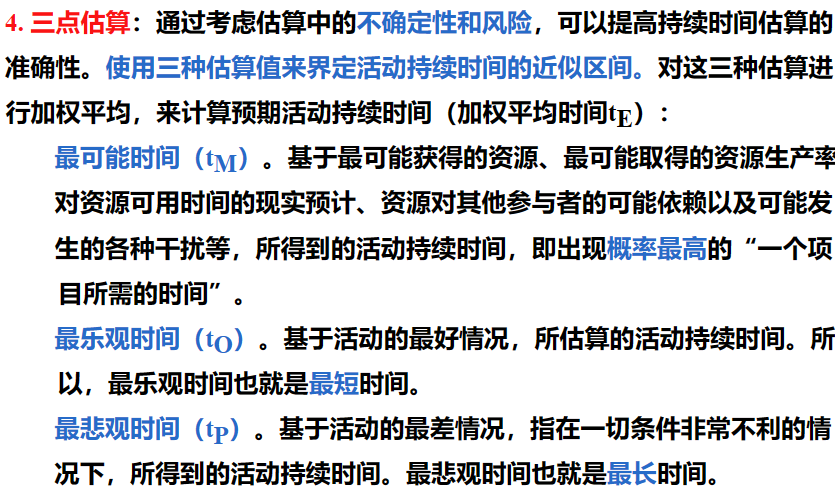 4. 三点估算：通过考虑估算中的不确定性和风险，可以提高持续时间估算的
准确性。使用三种估算值来界定活动持续时间的近似区间。对这三种估算进
行加权平均，来计算预期活动持续时间（加权平均时间tE）：
最可能时间（tM）。基于最可能获得的资源、最可能取得的资源生产率
对资源可用时间的现实预计、资源对其他参与者的可能依赖以及可能发
生的各种干扰等，所得到的活动持续时间，即出现概率最高的“一个项
目所需的时间”。
最乐观时间（tO）。基于活动的最好情况，所估算的活动持续时间。所
以，最乐观时间也就是最短时间。
最悲观时间（tP）。基于活动的最差情况，指在一切条件非常不利的情
况下，所得到的活动持续时间。最悲观时间也就是最长时间。